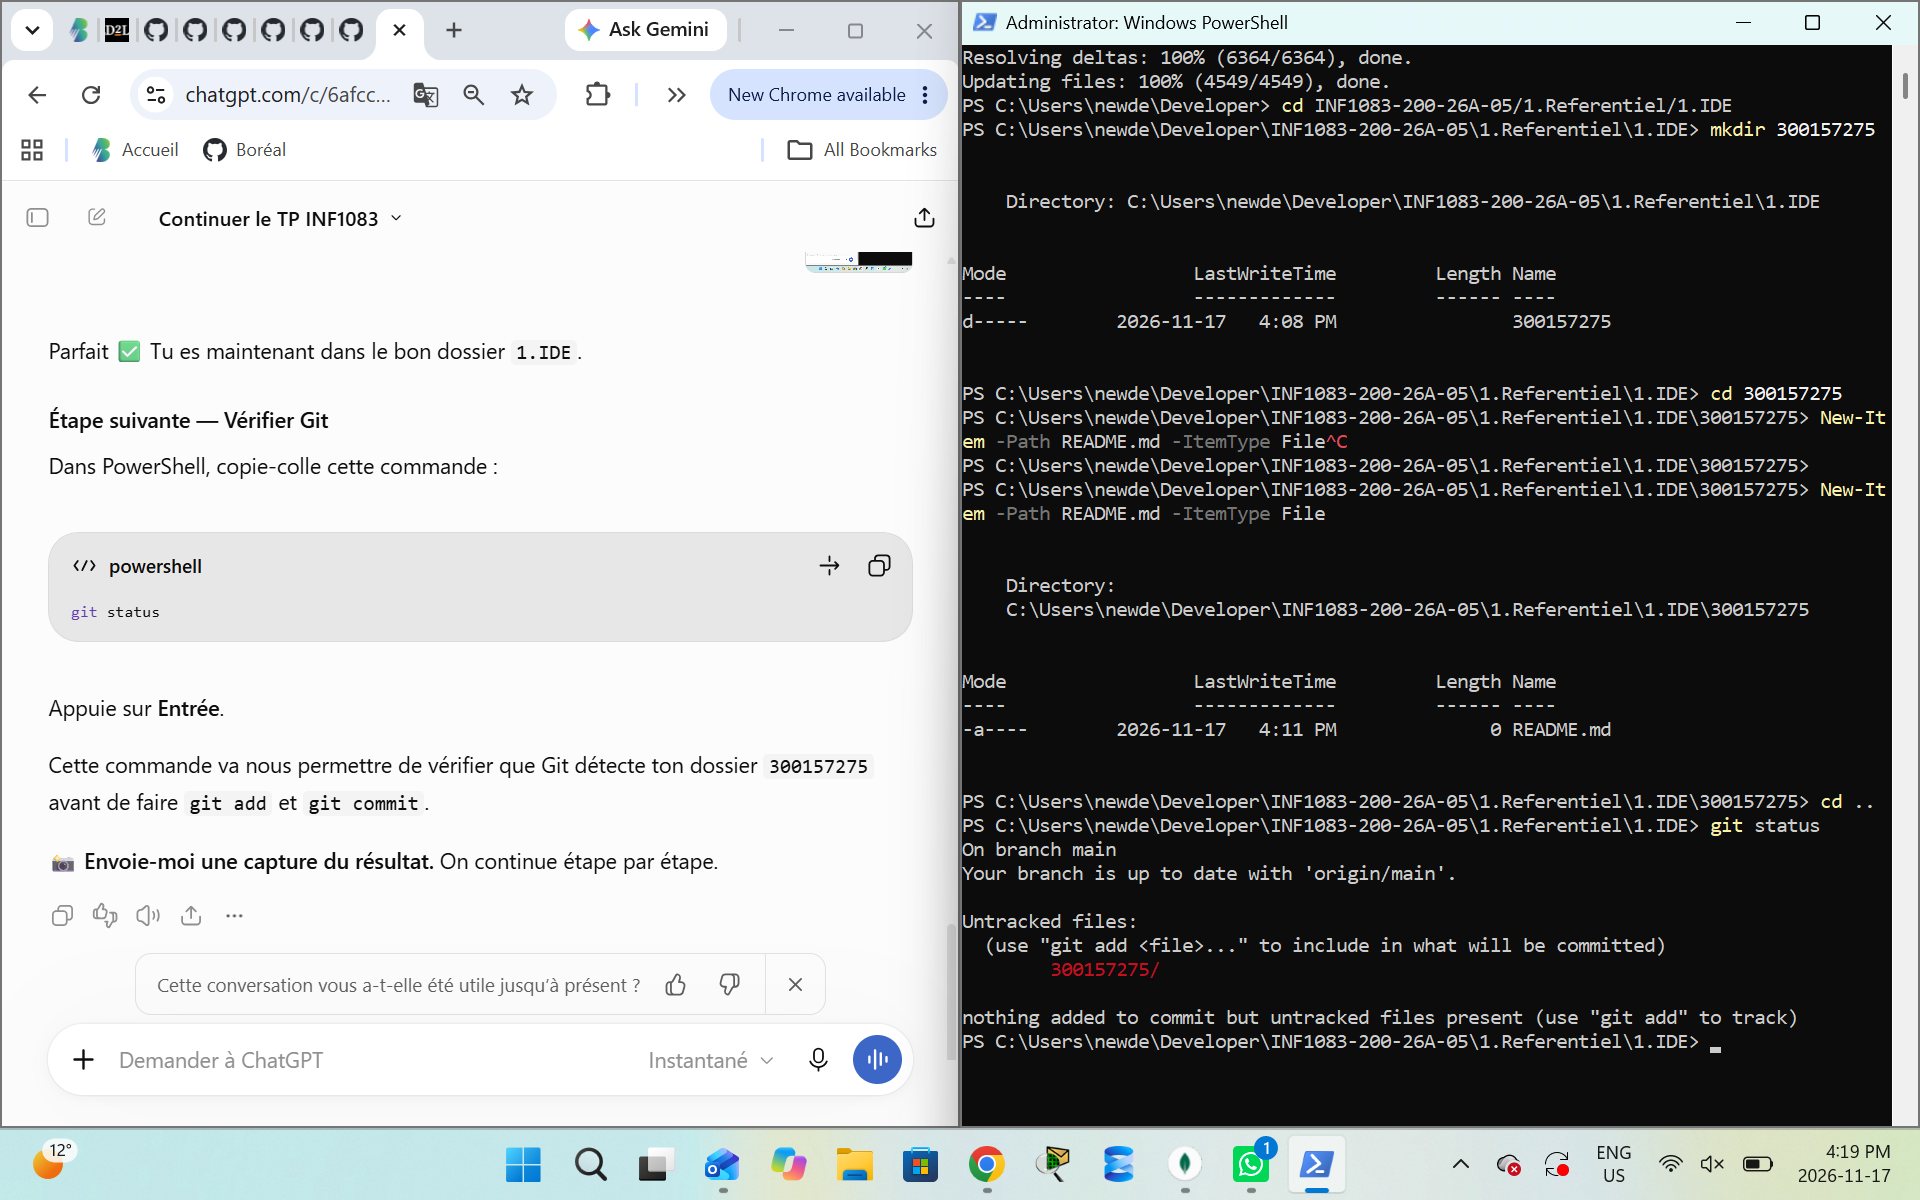 D2L
Ask Gemini
chatgpt.com/c/6afcc...
New Chrome available
Accueil
Boréal
All Bookmarks
Continuer le TP INF1083
Parfait ✅ Tu es maintenant dans le bon dossier 1.IDE.
Étape suivante — Vérifier Git
Dans PowerShell, copie-colle cette commande :
</> powershell
git status
Appuie sur Entrée.
Cette commande va nous permettre de vérifier que Git détecte ton dossier 300157275
avant de faire git add et git commit.
📷 Envoie-moi une capture du résultat. On continue étape par étape.
Cette conversation vous a-t-elle été utile jusqu'à présent ?
Demander à ChatGPT
Instantané
Administrator: Windows PowerShell
Resolving deltas: 100% (6364/6364), done.
Updating files: 100% (4549/4549), done.
PS C:\Users\newde\Developer> cd INF1083-200-26A-05/1.Referentiel/1.IDE
PS C:\Users\newde\Developer\INF1083-200-26A-05\1.Referentiel\1.IDE> mkdir 300157275
Directory: C:\Users\newde\Developer\INF1083-200-26A-05\1.Referentiel\1.IDE
Mode LastWriteTime Length Name
---- ------------- ------ ----
d----- 2026-11-17 4:08 PM 300157275
PS C:\Users\newde\Developer\INF1083-200-26A-05\1.Referentiel\1.IDE> cd 300157275
PS C:\Users\newde\Developer\INF1083-200-26A-05\1.Referentiel\1.IDE\300157275> New-It
em -Path README.md -ItemType File^C
PS C:\Users\newde\Developer\INF1083-200-26A-05\1.Referentiel\1.IDE\300157275>
PS C:\Users\newde\Developer\INF1083-200-26A-05\1.Referentiel\1.IDE\300157275> New-It
em -Path README.md -ItemType File
Directory:
C:\Users\newde\Developer\INF1083-200-26A-05\1.Referentiel\1.IDE\300157275
Mode LastWriteTime Length Name
---- ------------- ------ ----
-a---- 2026-11-17 4:11 PM 0 README.md
PS C:\Users\newde\Developer\INF1083-200-26A-05\1.Referentiel\1.IDE\300157275> cd ..
PS C:\Users\newde\Developer\INF1083-200-26A-05\1.Referentiel\1.IDE> git status
On branch main
Your branch is up to date with 'origin/main'.
Untracked files:
(use "git add <file>..." to include in what will be committed)
300157275/
nothing added to commit but untracked files present (use "git add" to track)
PS C:\Users\newde\Developer\INF1083-200-26A-05\1.Referentiel\1.IDE>
12°
1
ENG
US
4:19 PM
2026-11-17